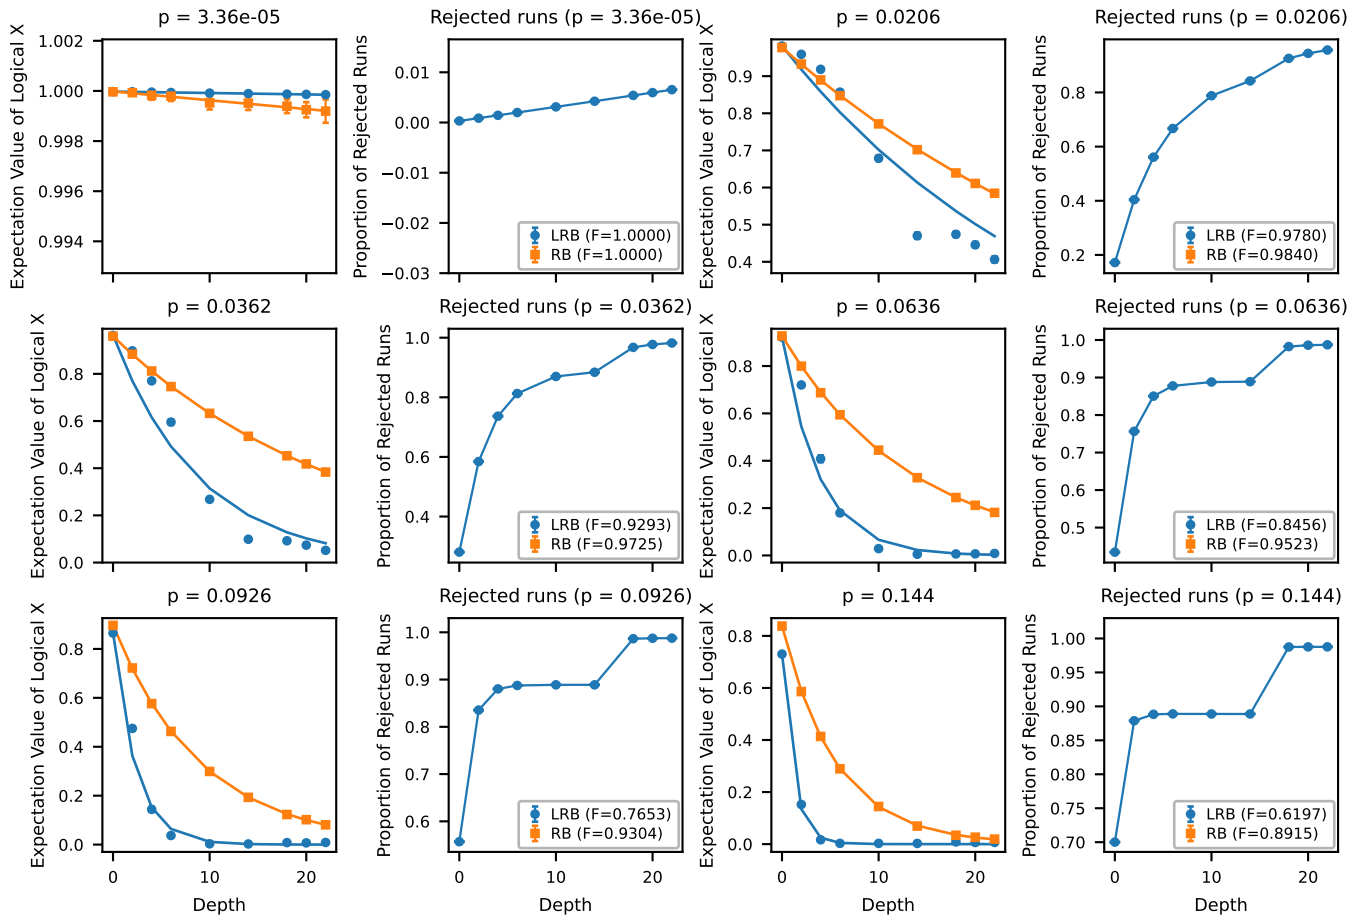 p = 3.36e-05
Expectation Value of Logical X
1.002
1.000
0.998
0.996
0.994
Rejected runs (p = 3.36e-05)
Proportion of Rejected Runs
0.01
0.00
−0.01
−0.02
−0.03
LRB (F=1.0000)
RB (F=1.0000)
p = 0.0206
Expectation Value of Logical X
0.9
0.8
0.7
0.6
0.5
0.4
Rejected runs (p = 0.0206)
Proportion of Rejected Runs
0.8
0.6
0.4
0.2
LRB (F=0.9780)
RB (F=0.9840)
p = 0.0362
Expectation Value of Logical X
0.8
0.6
0.4
0.2
0.0
Rejected runs (p = 0.0362)
Proportion of Rejected Runs
1.0
0.8
0.6
0.4
LRB (F=0.9293)
RB (F=0.9725)
p = 0.0636
Expectation Value of Logical X
0.8
0.6
0.4
0.2
0.0
Rejected runs (p = 0.0636)
Proportion of Rejected Runs
1.0
0.9
0.8
0.7
0.6
0.5
LRB (F=0.8456)
RB (F=0.9523)
p = 0.0926
Expectation Value of Logical X
0.8
0.6
0.4
0.2
0.0
0 10 20
Depth
Rejected runs (p = 0.0926)
Proportion of Rejected Runs
1.0
0.9
0.8
0.7
0.6
LRB (F=0.7653)
RB (F=0.9304)
0 10 20
Depth
p = 0.144
Expectation Value of Logical X
0.8
0.6
0.4
0.2
0.0
0 10 20
Depth
Rejected runs (p = 0.144)
Proportion of Rejected Runs
1.00
0.95
0.90
0.85
0.80
0.75
0.70
LRB (F=0.6197)
RB (F=0.8915)
0 10 20
Depth